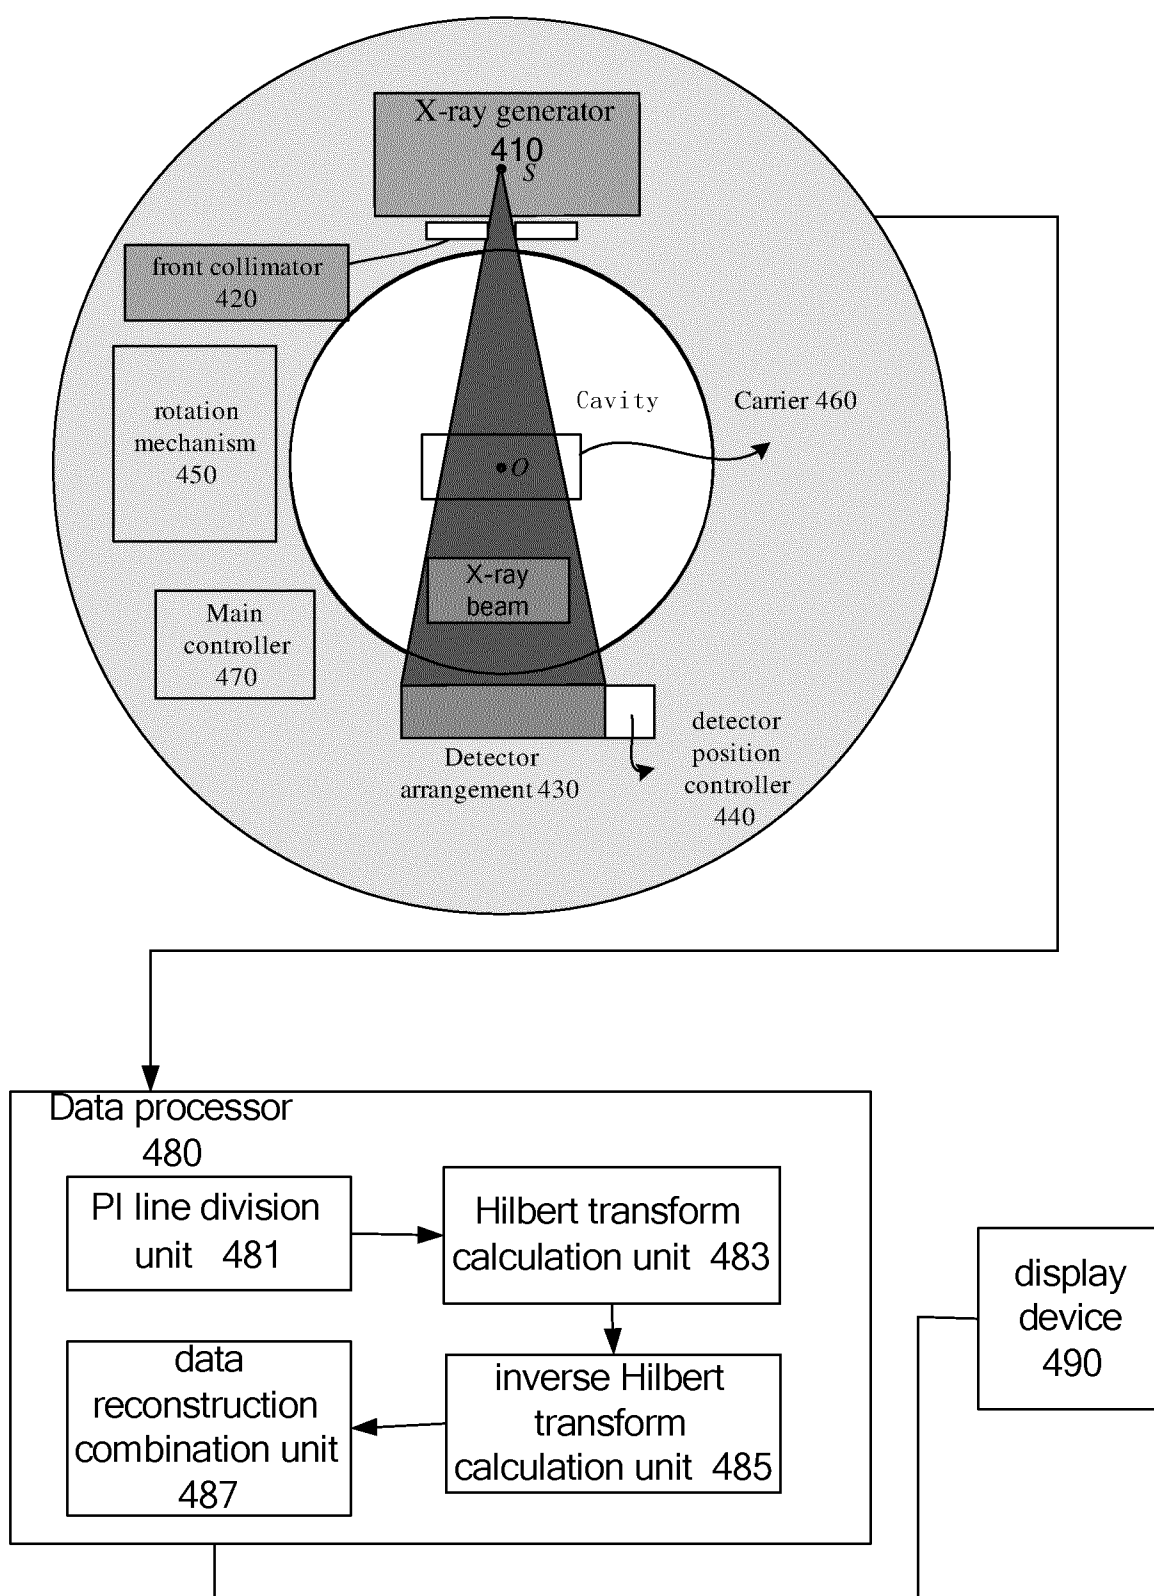 X-ray generator
410
S
front collimator
420
rotation
mechanism
450
Cavity
Carrier 460
O
X-ray
beam
Main
controller
470
Detector
arrangement 430
detector
position
controller
440
Data processor
480
PI line division
unit 481
Hilbert transform
calculation unit 483
inverse Hilbert
transform
calculation unit 485
data
reconstruction
combination unit
487
display
device
490